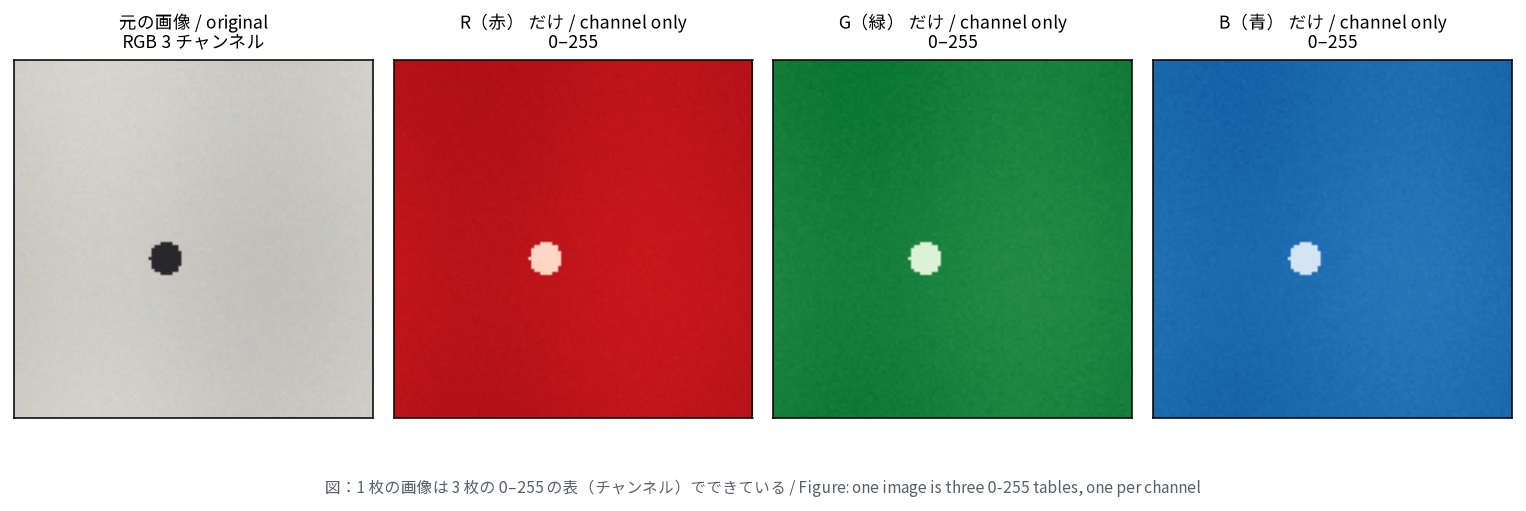 元の画像 / original
RGB 3 チャンネル
R（赤） だけ / channel only
0–255
G（緑） だけ / channel only
0–255
B（青） だけ / channel only
0–255
図：1 枚の画像は 3 枚の 0–255 の表（チャンネル）でできている / Figure: one image is three 0-255 tables, one per channel